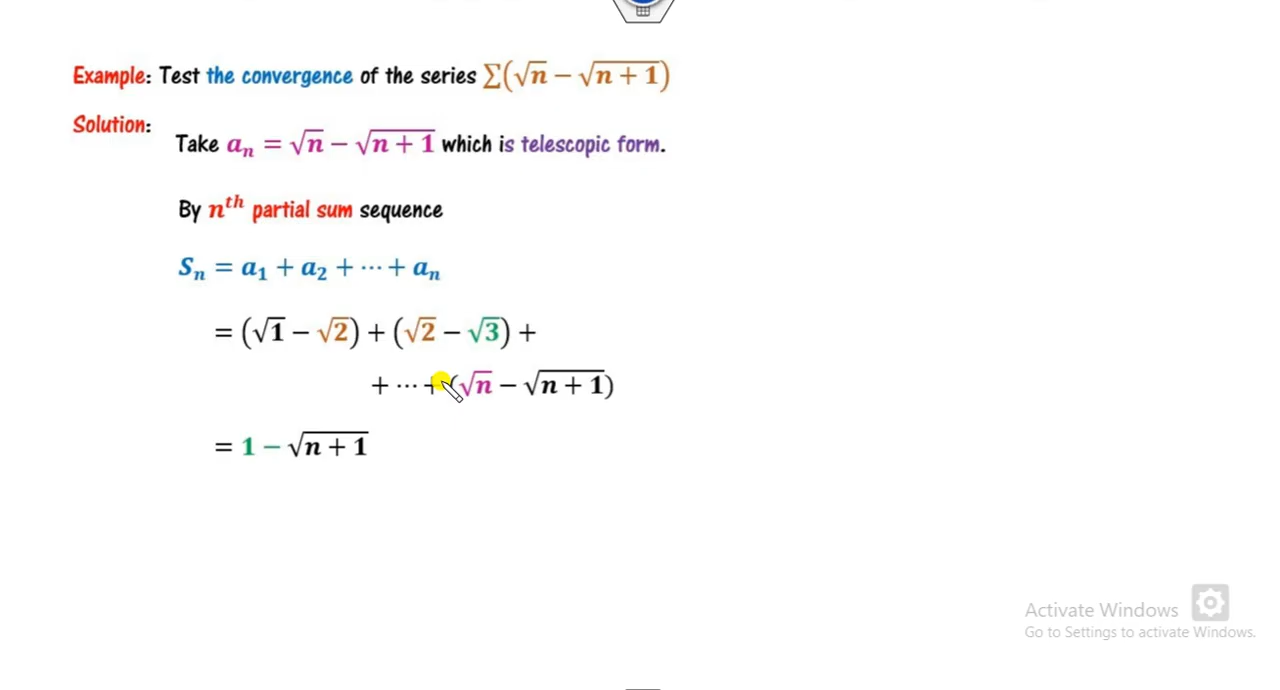 Example: Test the convergence of the series ∑(√n − √(n + 1))
Solution:
Take aₙ = √n − √(n + 1) which is telescopic form.
By nᵗʰ partial sum sequence
Sₙ = a₁ + a₂ + ⋯ + aₙ
= (√1 − √2) + (√2 − √3) +
+ ⋯ + (√n − √(n + 1))
= 1 − √(n + 1)
Activate Windows
Go to Settings to activate Windows.